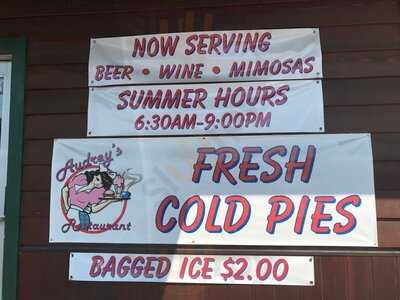 NOW SERVING
BEER • WINE • MIMOSAS
SUMMER HOURS
6:30AM-9:00PM
Audrey's
Restaurant
FRESH
COLD PIES
BAGGED ICE $2.00